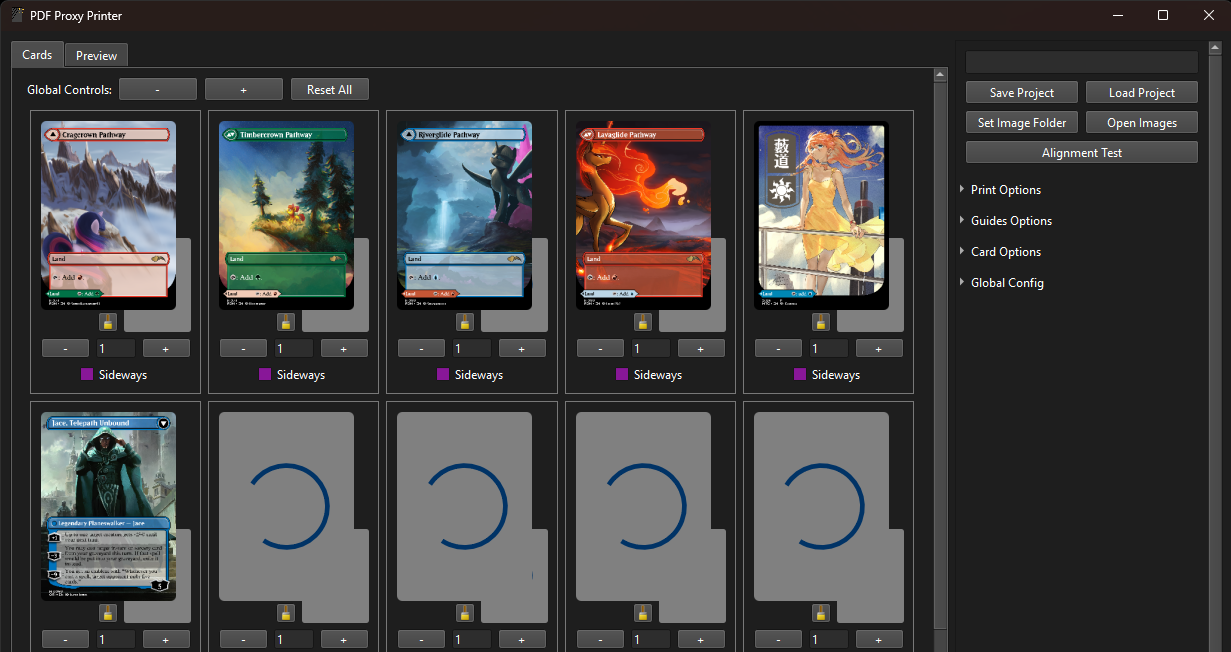 PDF Proxy Printer
Cards
Preview
Global Controls:
-
+
Reset All
Save Project
Load Project
Set Image Folder
Open Images
Alignment Test
Print Options
Guides Options
Card Options
Global Config
Cragcrown Pathway
Land
: Add
Timbercrown Pathway
Land
: Add
Riverglide Pathway
Land
: Add
Lavaglide Pathway
Land
: Add
藪
道
Land
- 1 +
- 1 +
- 1 +
- 1 +
- 1 +
Sideways
Sideways
Sideways
Sideways
Sideways
Jace, Telepath Unbound
Legendary Planeswalker — Jace
5
- 1 +
- 1 +
- 1 +
- 1 +
- 1 +